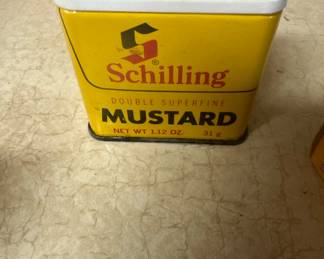 S
®
Schilling
DOUBLE SUPERFINE
MUSTARD
NET WT 1.12 OZ. 31 g